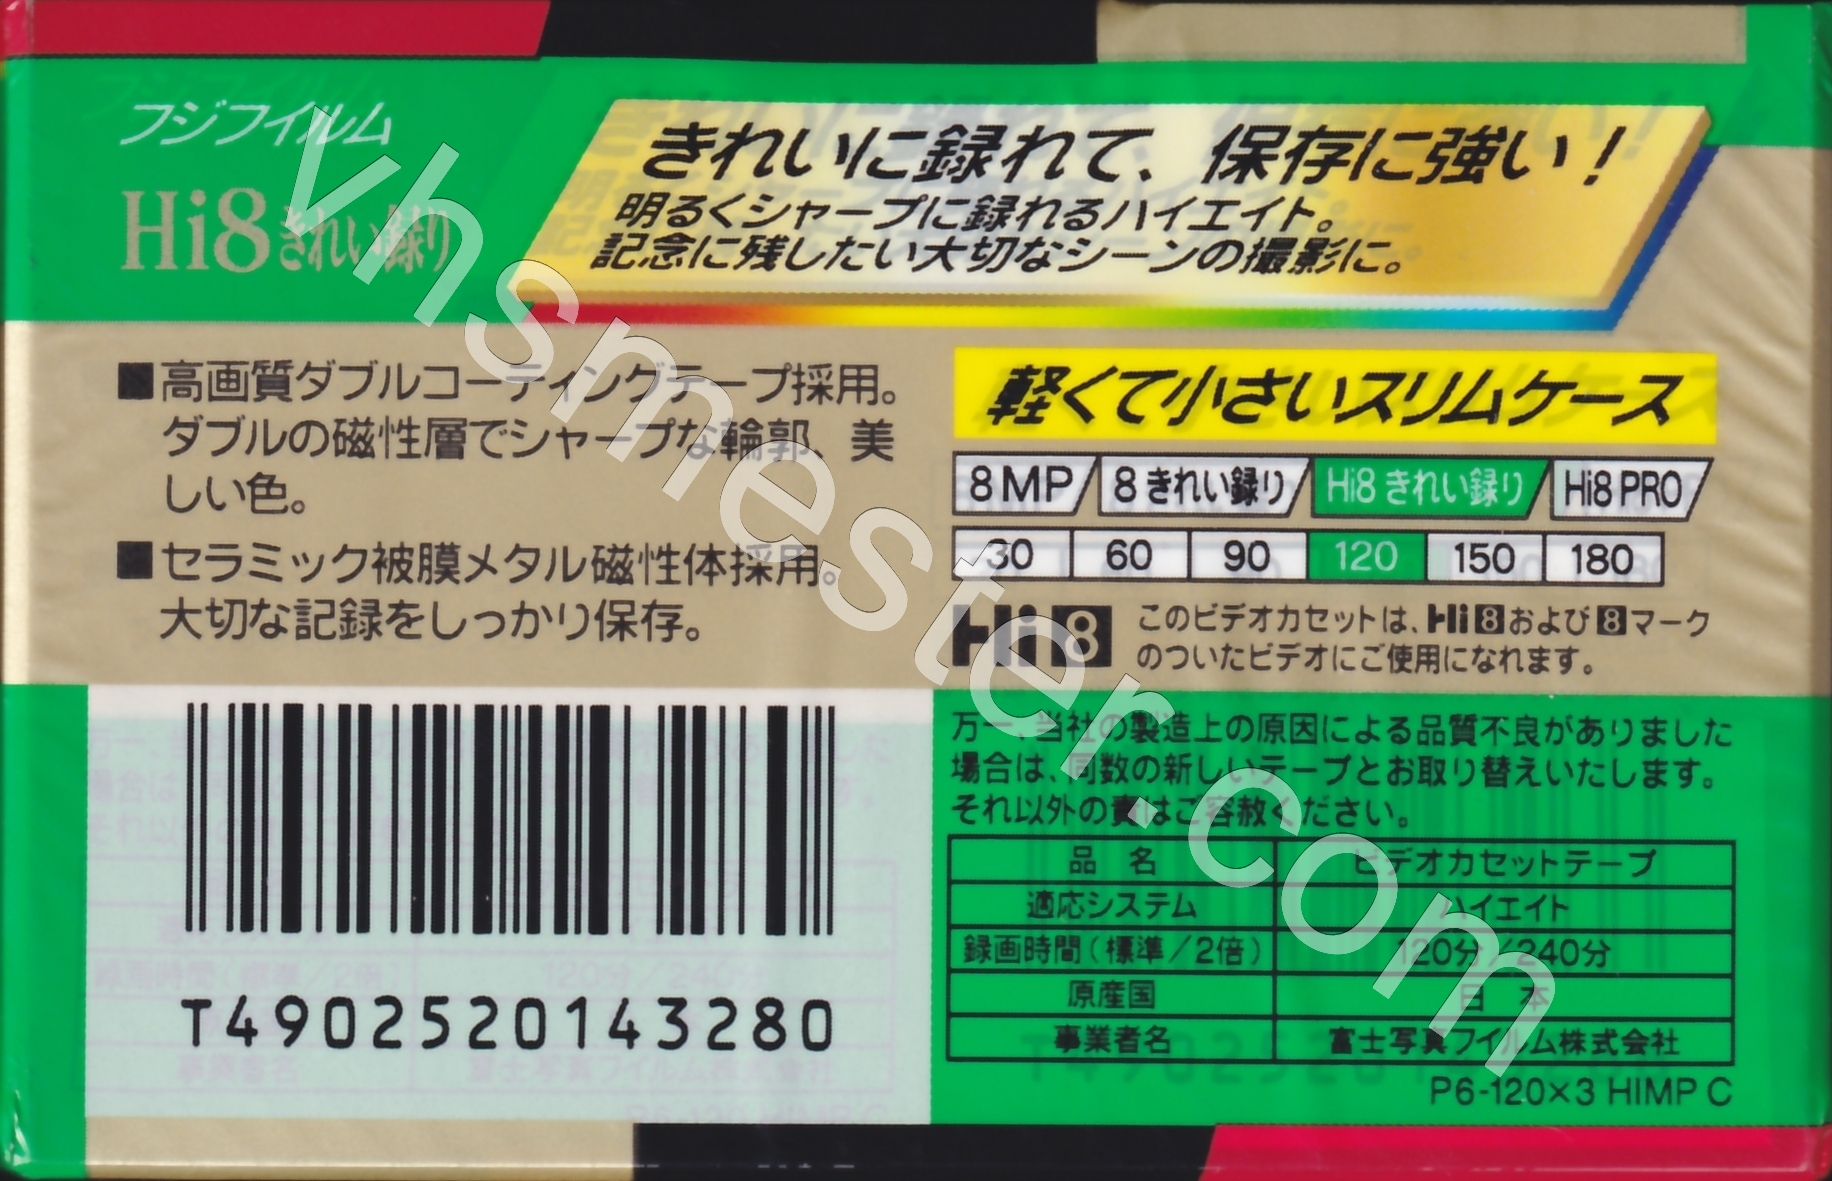 フジフイルム
Hi8きれい録り
きれいに録れて、保存に強い!
明るくシャープに録れるハイエイト。
記念に残したい大切なシーンの撮影に。
■高画質ダブルコーティングテープ採用。
ダブルの磁性層でシャープな輪郭、美
しい色。
■セラミック被膜メタル磁性体採用。
大切な記録をしっかり保存。
軽くて小さいスリムケース
8MP 8きれい録り Hi8きれい録り Hi8 PRO
30 60 90 120 150 180
Hi8 このビデオカセットは、Hi8および8マーク
のついたビデオにご使用になれます。
T4902520143280
万一、当社の製造上の原因による品質不良がありました
場合は、同数の新しいテープとお取り替えいたします。
それ以外の責はご容赦ください。
品名 ビデオカセットテープ
適応システム ハイエイト
録画時間(標準/2倍) 120分/240分
原産国 日本
事業者名 富士写真フイルム株式会社
P6-120×3 HIMP C
vhsmester.com